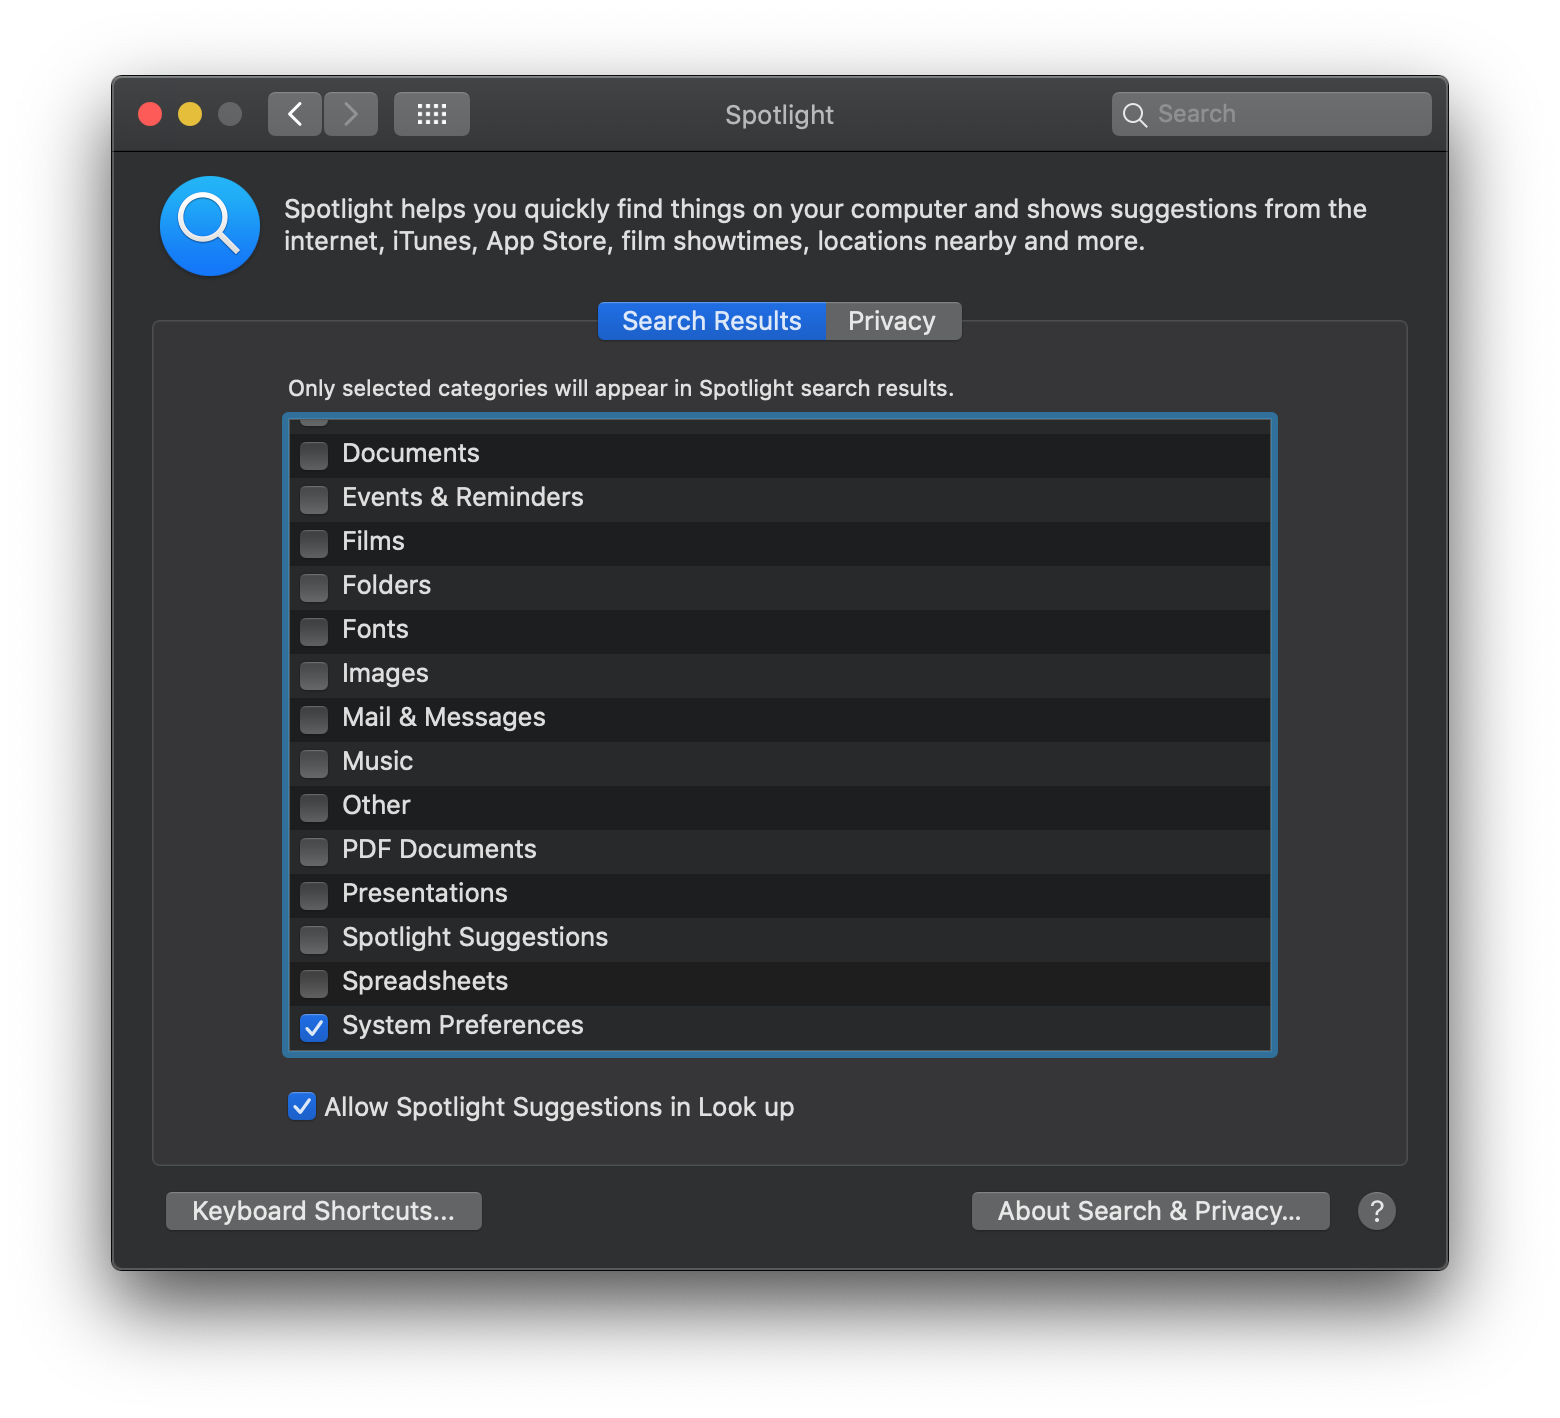 Spotlight
Search
Spotlight helps you quickly find things on your computer and shows suggestions from the
internet, iTunes, App Store, film showtimes, locations nearby and more.
Search Results
Privacy
Only selected categories will appear in Spotlight search results.
Documents
Events & Reminders
Films
Folders
Fonts
Images
Mail & Messages
Music
Other
PDF Documents
Presentations
Spotlight Suggestions
Spreadsheets
System Preferences
Allow Spotlight Suggestions in Look up
Keyboard Shortcuts...
About Search & Privacy...
?